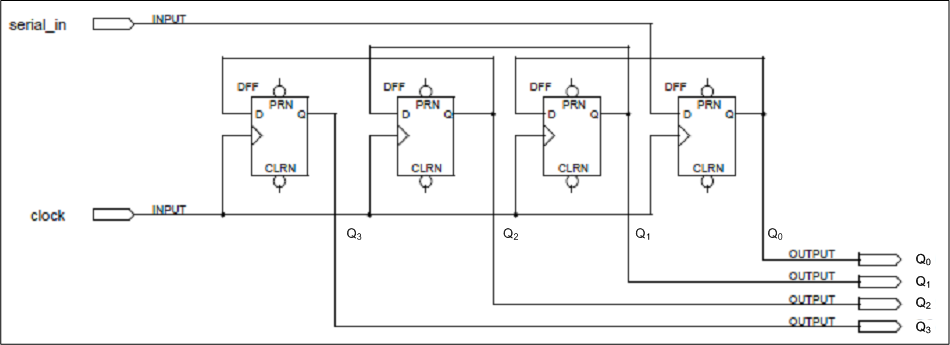 serial_in INPUT
DFF DFF DFF DFF
PRN PRN PRN PRN
D Q D Q D Q D Q
CLRN CLRN CLRN CLRN
clock INPUT
Q₃ Q₂ Q₁ Q₀
OUTPUT Q₀
OUTPUT Q₁
OUTPUT Q₂
OUTPUT Q₃